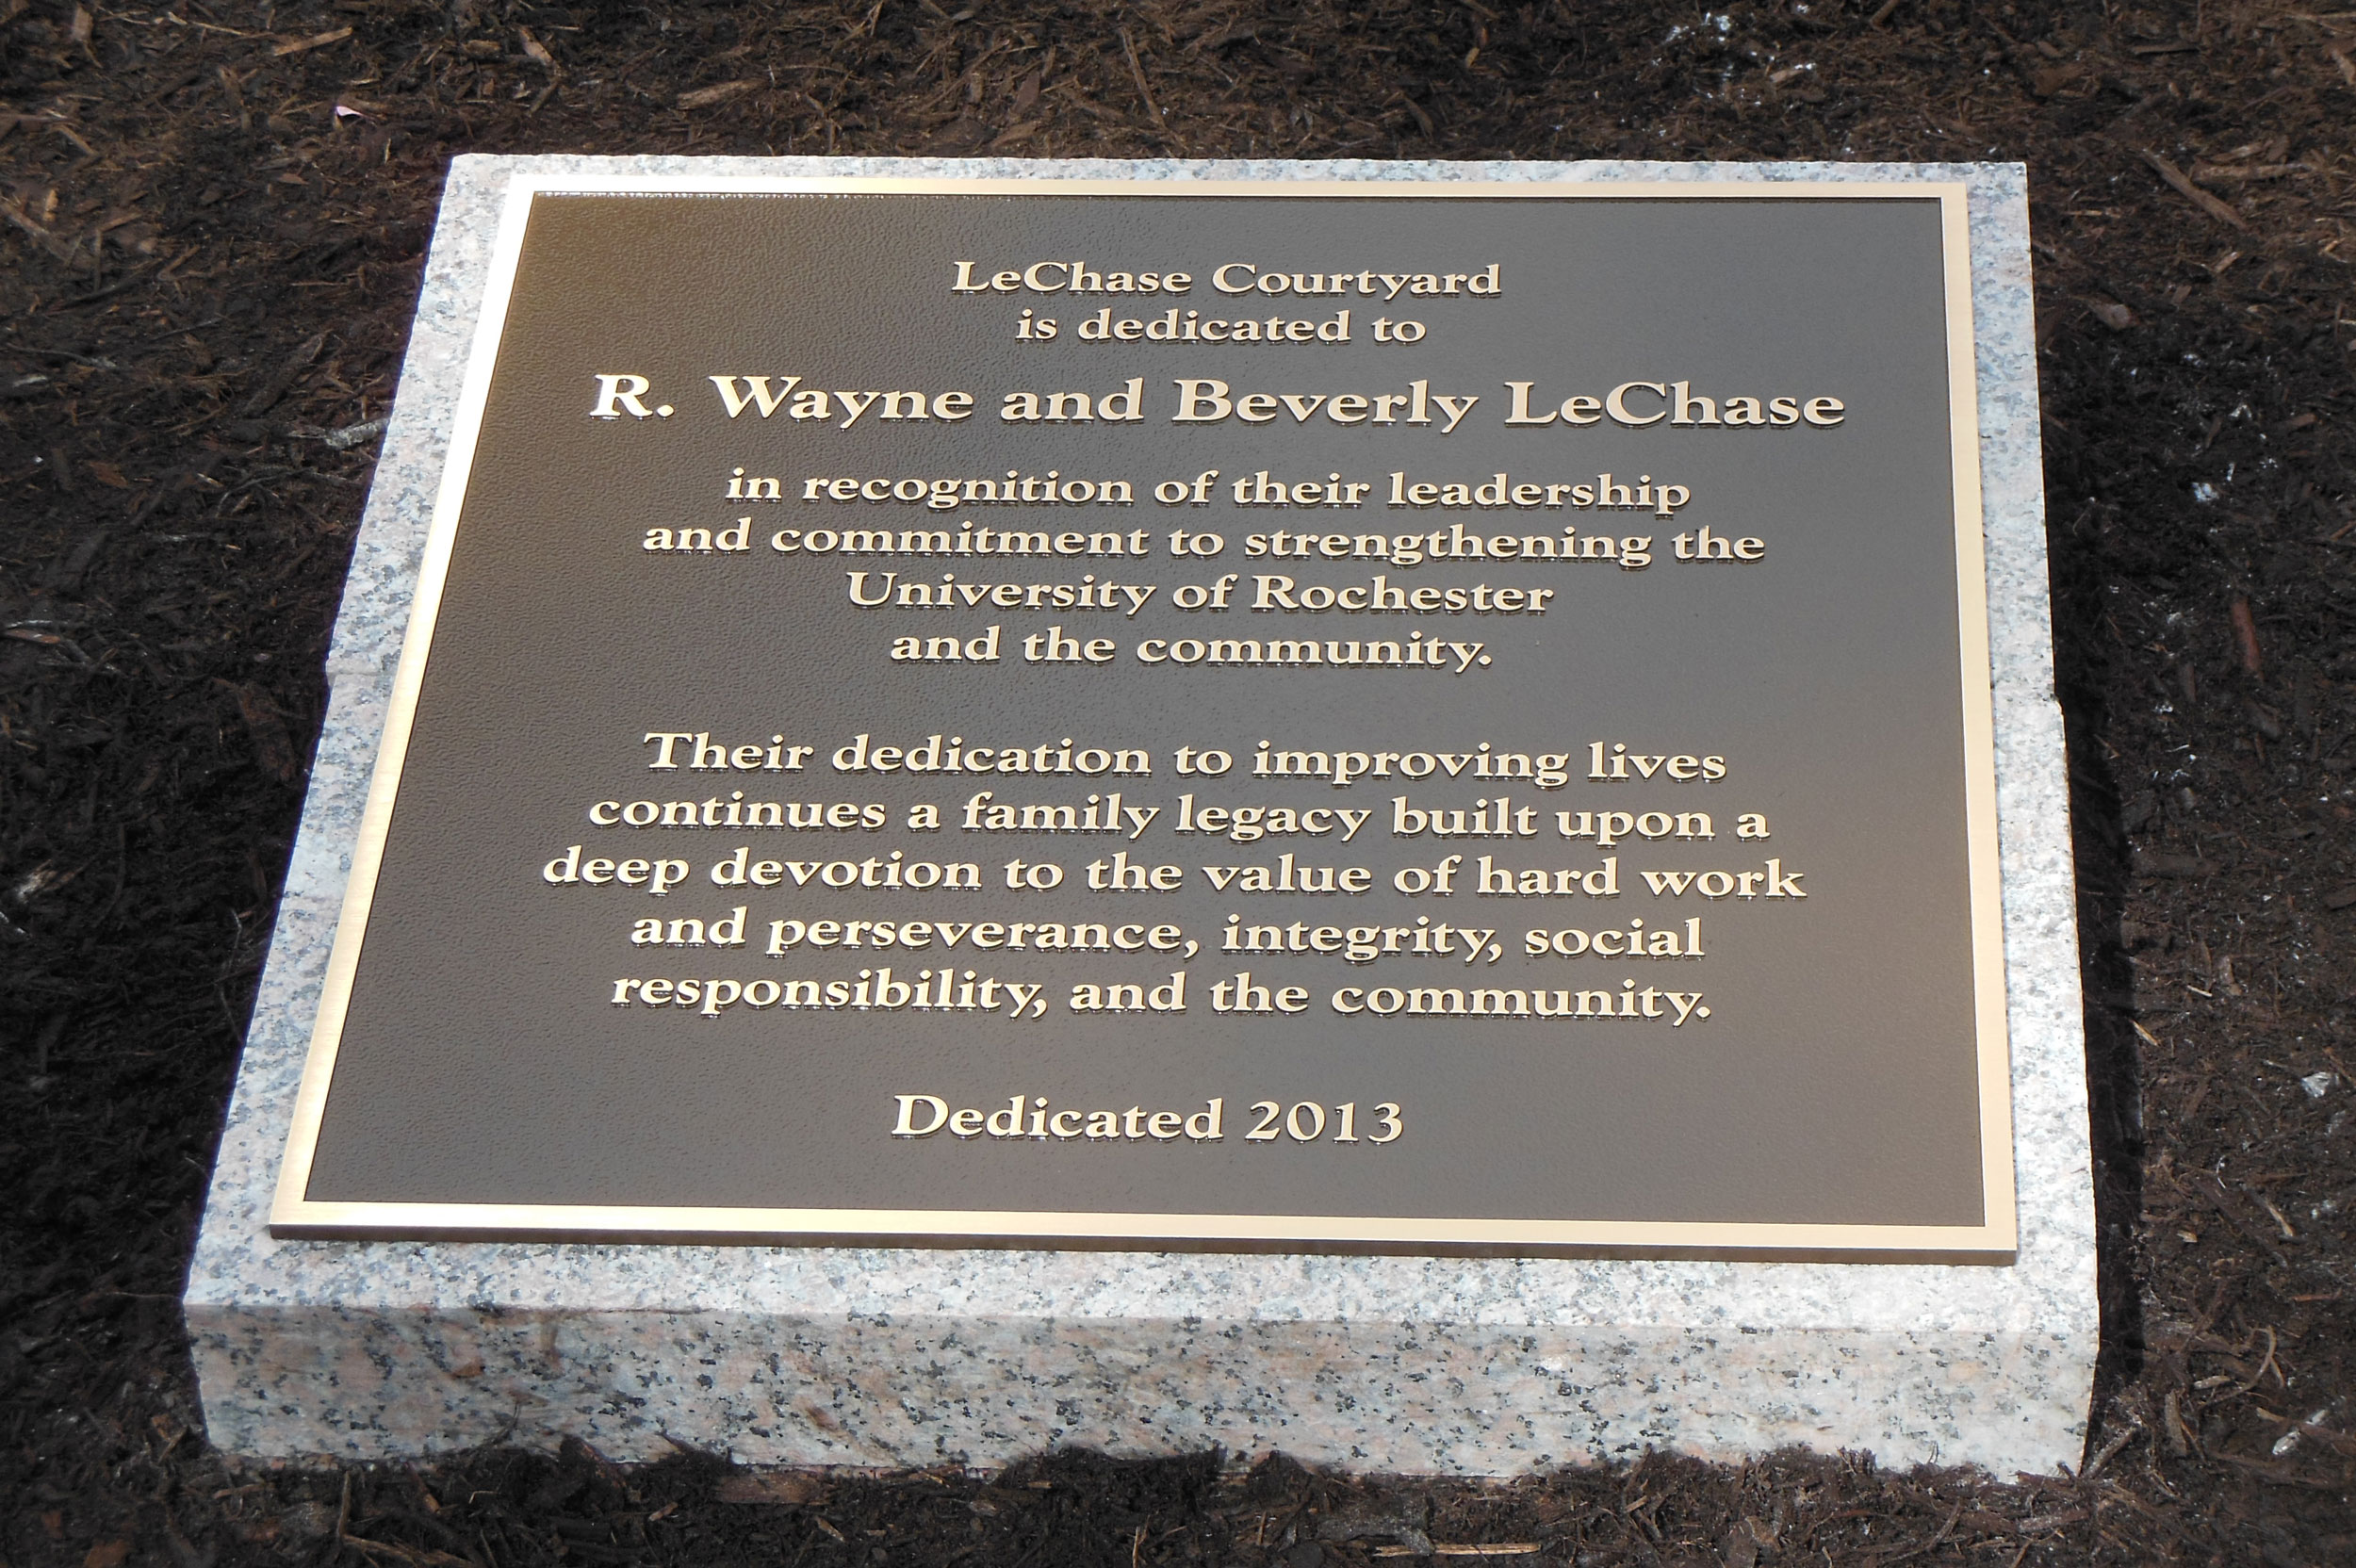 LeChase Courtyard
is dedicated to
R. Wayne and Beverly LeChase
in recognition of their leadership
and commitment to strengthening the
University of Rochester
and the community.
Their dedication to improving lives
continues a family legacy built upon a
deep devotion to the value of hard work
and perseverance, integrity, social
responsibility, and the community.
Dedicated 2013